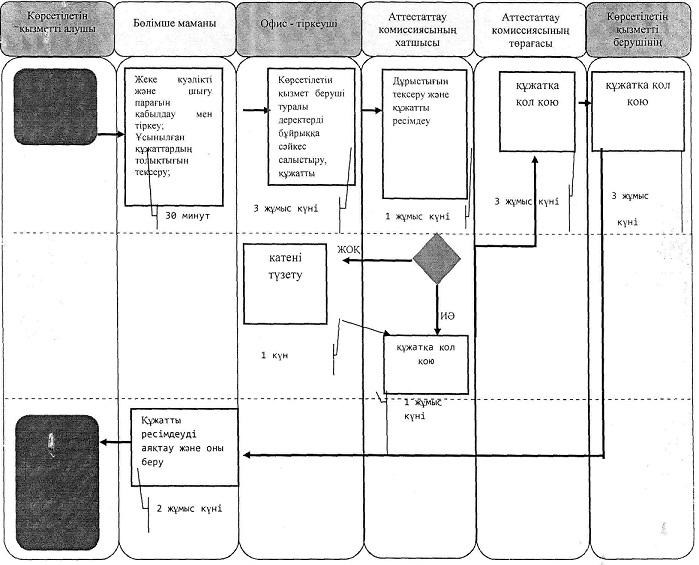 Көрсетілетін
қызметті алушы
Бөлімше маманы
Офис - тіркеуші
Аттестаттау
комиссиясының
хатшысы
Аттестаттау
комиссиясының
төрағасы
Көрсетілетін
қызметті
берушінің
Жеке куәлікті
және шығу
парағын
қабылдау мен
тіркеу;
Ұсынылған
құжаттардың
толықтығын
тексеру;
30 минут
Көрсетілетін
қызмет беруші
туралы
деректерді
бұйрыққа
сәйкес
салыстыру,
құжатты
3 жұмыс күні
Дұрыстығын
тексеру және
құжатты
ресімдеу
1 жұмыс күні
құжатқа
қол қою
3 жұмыс күні
құжатқа қол
қою
3 жұмыс
күні
катені
түзету
ЖОҚ
ИӘ
1 күн
құжатқа қол
қою
1 жұмыс
күні
Құжатты
ресімдеуді
аяқтау және оны
беру
2 жұмыс күні